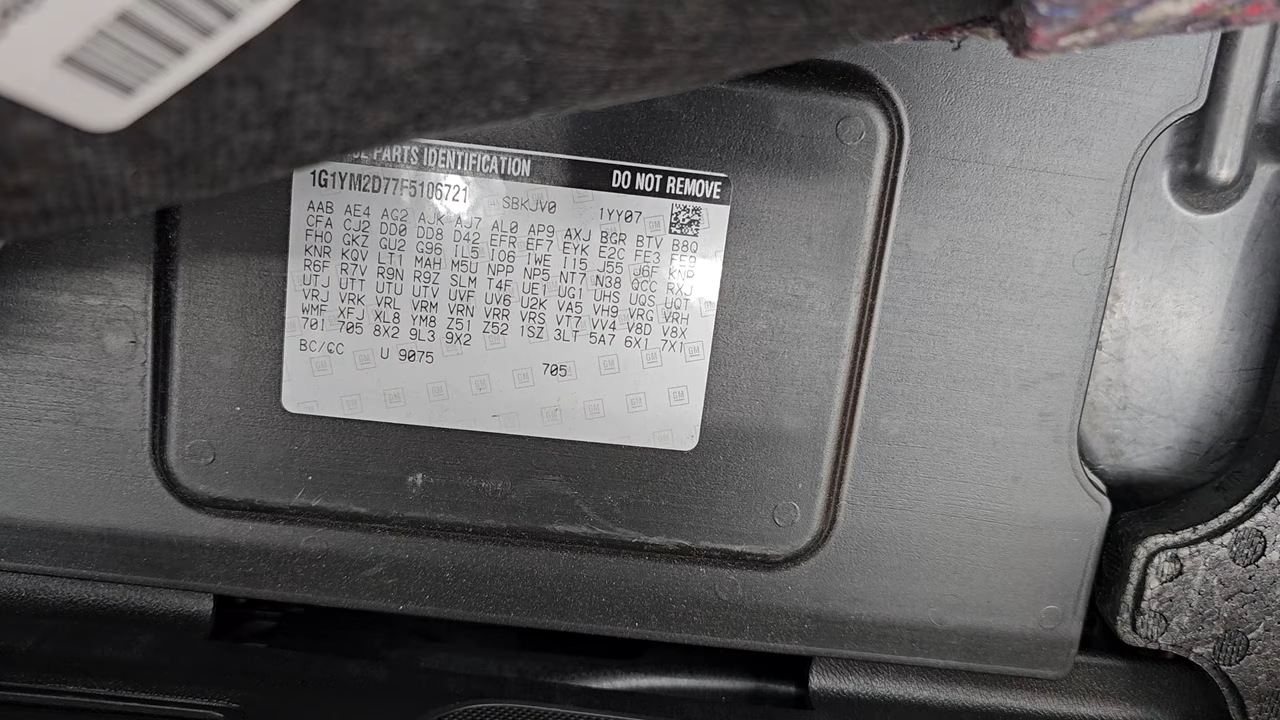 PARTS IDENTIFICATION
DO NOT REMOVE
1G1YM2D77F5106721 SBKJV0 1YY07
AAB AE4 AG2 AJK AJ7 AL0 AP9 AXJ BGR BTV B8Q
CFA CJ2 DD0 DD8 D42 EFR EF7 EYK E2C FE3 FE9
FHO GKZ GU2 G96 IL5 IO6 IWE I15 J55 J6F KNP
KNR KQV LT1 MAH M5U NPP NP5 NT7 N38 QCC RXJ
R6F R7V R9N R9Z SLM T4F UE1 UG1 UHS UQS UQT
UTJ UTT UTU UTV UVF UV6 U2K VA5 VH9 VRG VRH
VRJ VRK VRL VRM VRN VRR VRS VT7 VV4 V8D V8X
WMF XFJ XL8 YM8 Z51 Z52 1SZ 3LT 5A7 6X1 7X1
701 705 8X2 9L3 9X2
BC/CC U 9075 705